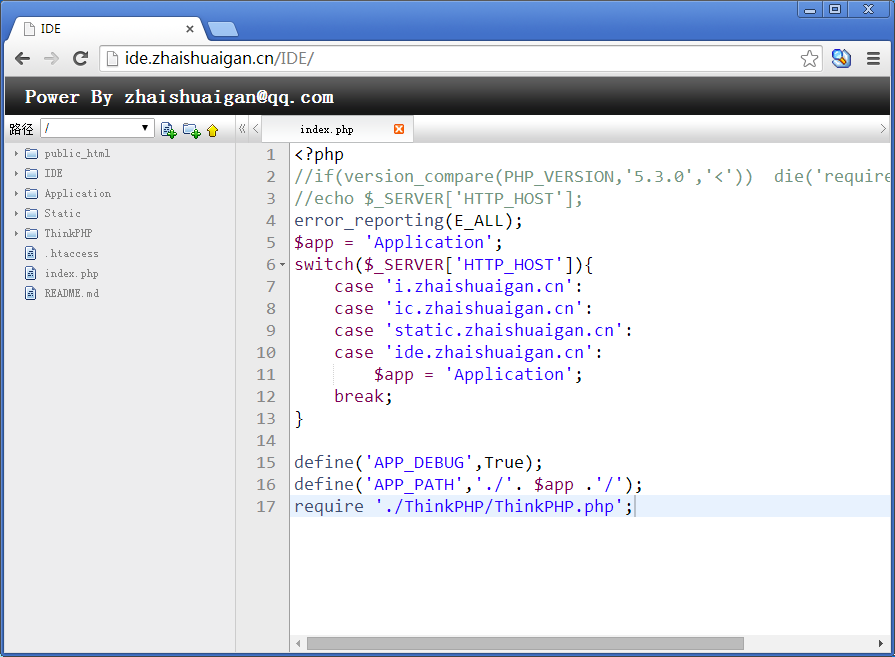 IDE
ide.zhaishuaigan.cn/IDE/
Power By zhaishuaigan@qq.com
路径 /
index.php
public_html
IDE
Application
Static
ThinkPHP
.htaccess
index.php
README.md
1 <?php
2 //if(version_compare(PHP_VERSION,'5.3.0','<'))  die('require
3 //echo $_SERVER['HTTP_HOST'];
4 error_reporting(E_ALL);
5 $app = 'Application';
6 switch($_SERVER['HTTP_HOST']){
7     case 'i.zhaishuaigan.cn':
8     case 'ic.zhaishuaigan.cn':
9     case 'static.zhaishuaigan.cn':
10     case 'ide.zhaishuaigan.cn':
11         $app = 'Application';
12     break;
13 }
14
15 define('APP_DEBUG',True);
16 define('APP_PATH','./'. $app .'/');
17 require './ThinkPHP/ThinkPHP.php';